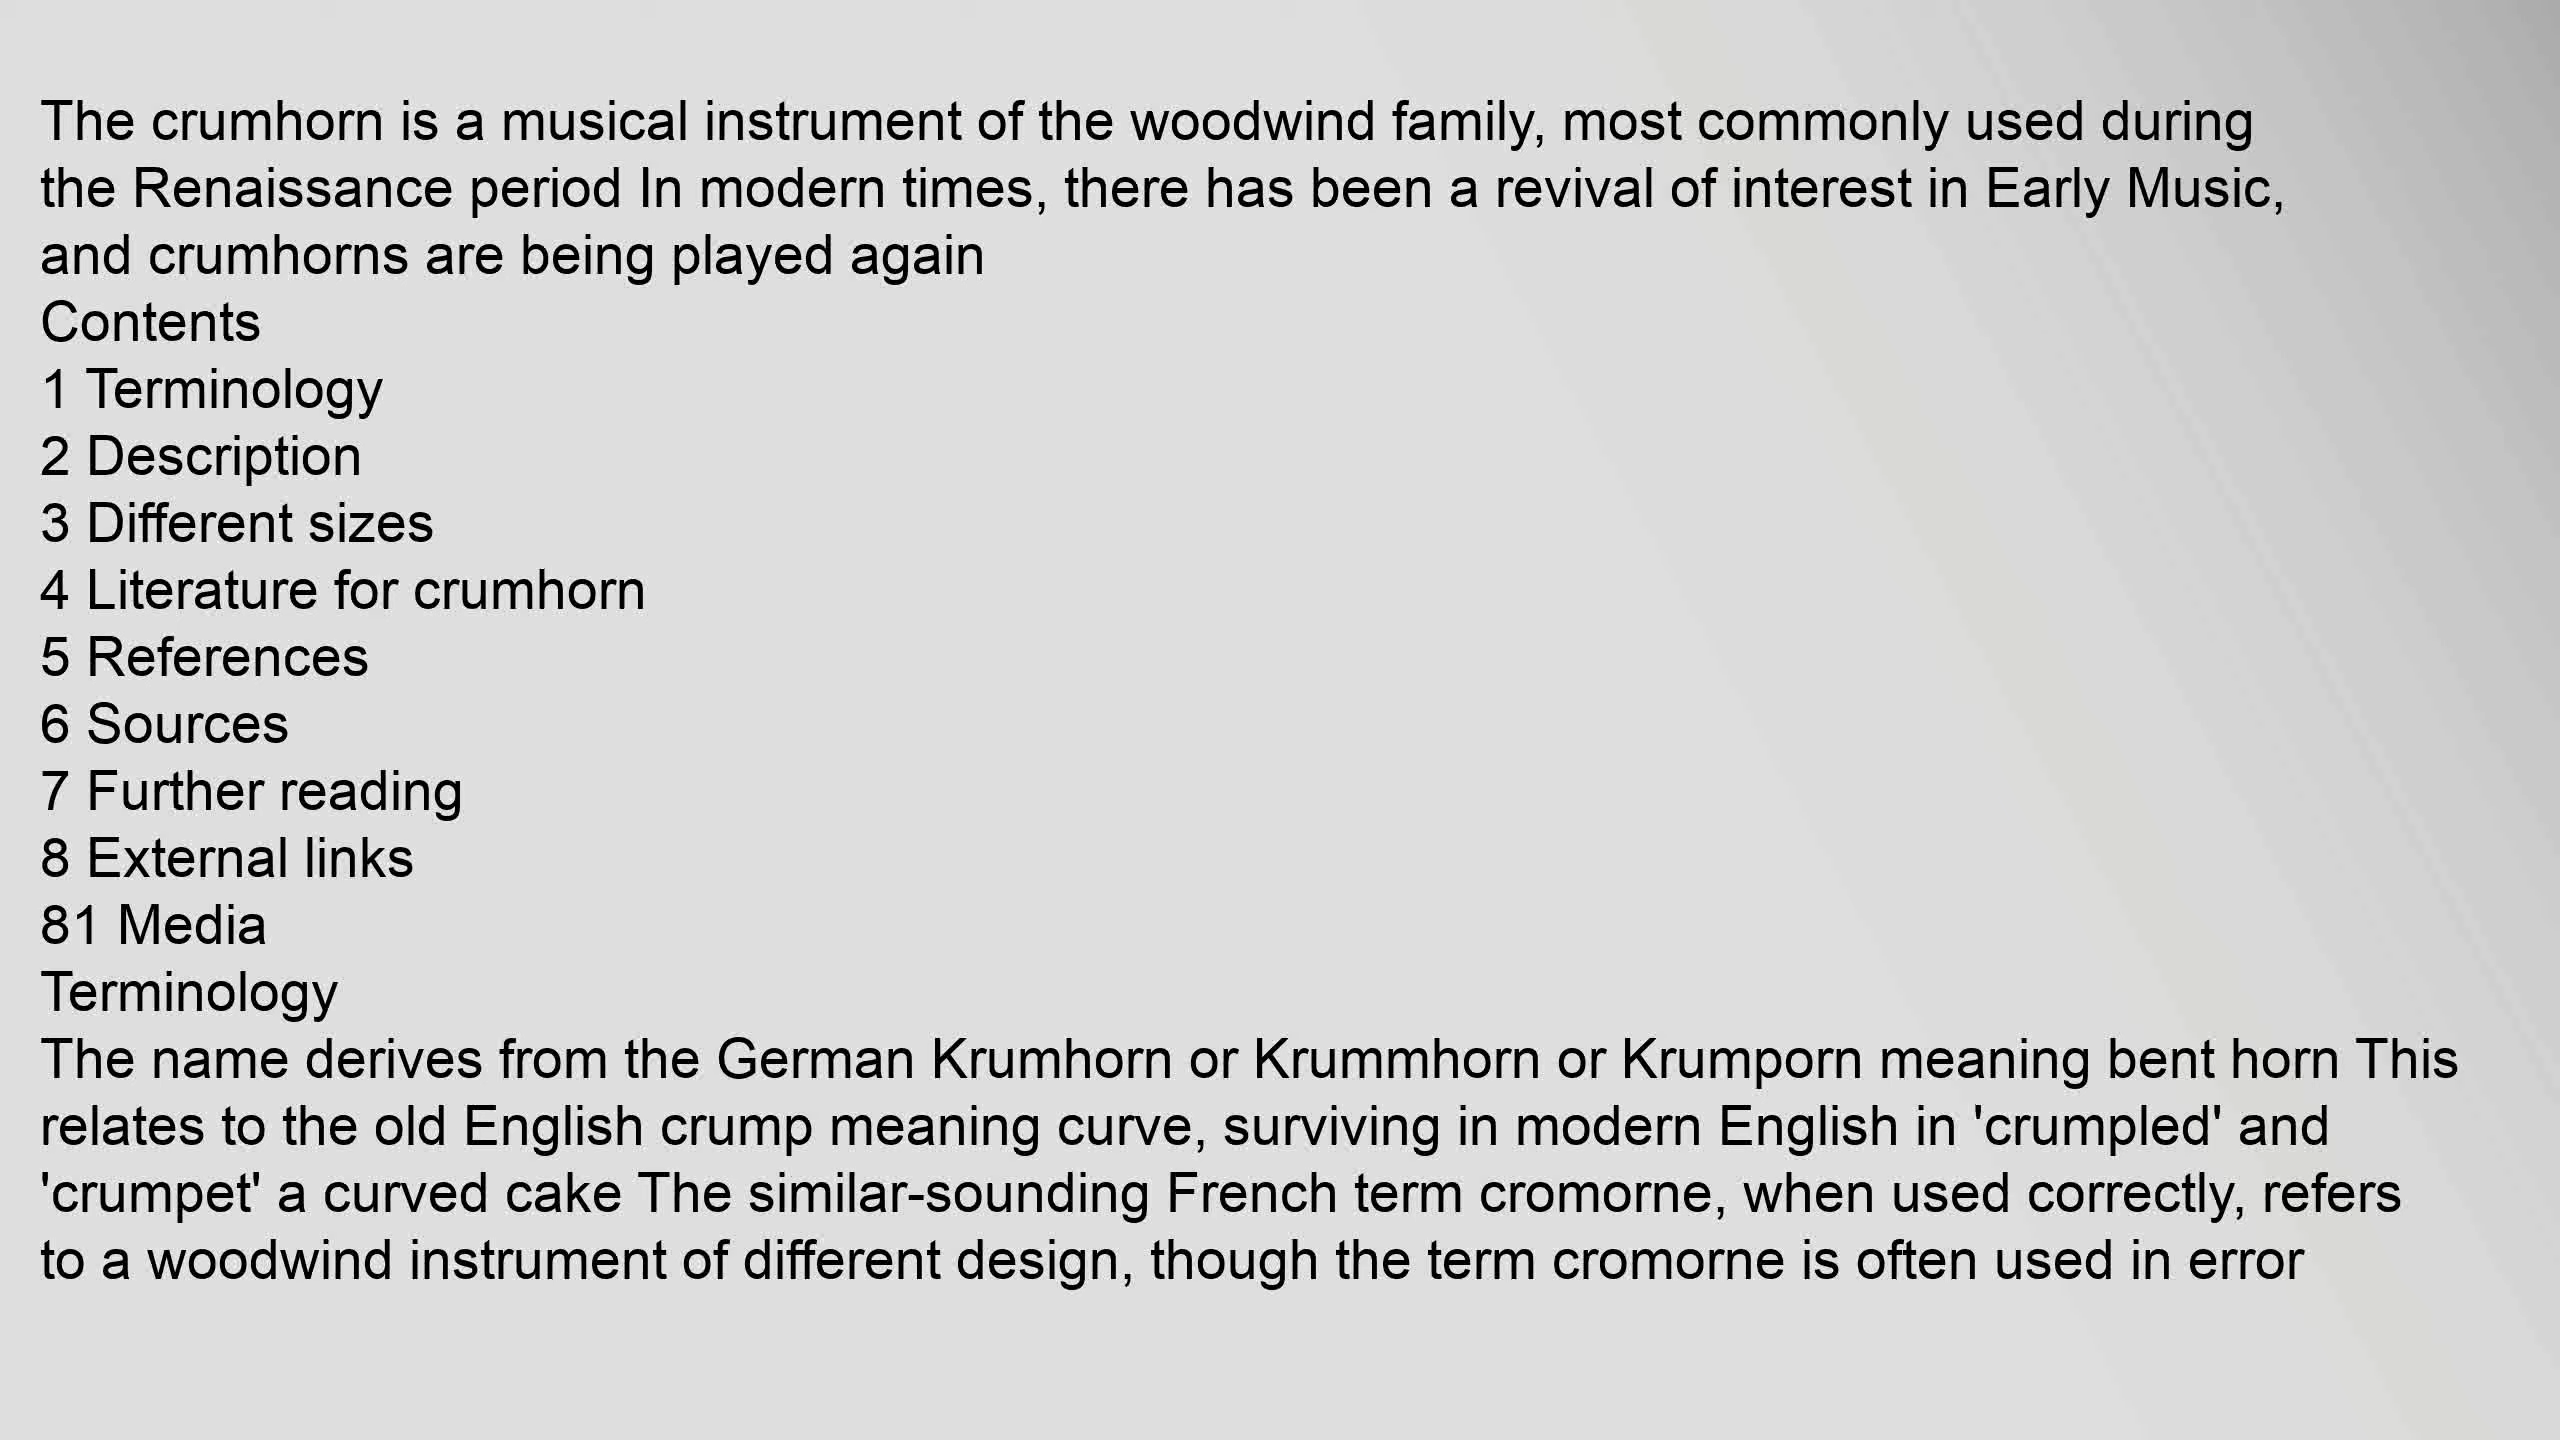 The crumhorn is a musical instrument of the woodwind family, most commonly used during
the Renaissance period In modern times, there has been a revival of interest in Early Music,
and crumhorns are being played again
Contents
1 Terminology
2 Description
3 Different sizes
4 Literature for crumhorn
5 References
6 Sources
7 Further reading
8 External links
81 Media
Terminology
The name derives from the German Krumhorn or Krummhorn or Krumporn meaning bent horn This
relates to the old English crump meaning curve, surviving in modern English in 'crumpled' and
'crumpet' a curved cake The similar-sounding French term cromorne, when used correctly, refers
to a woodwind instrument of different design, though the term cromorne is often used in error